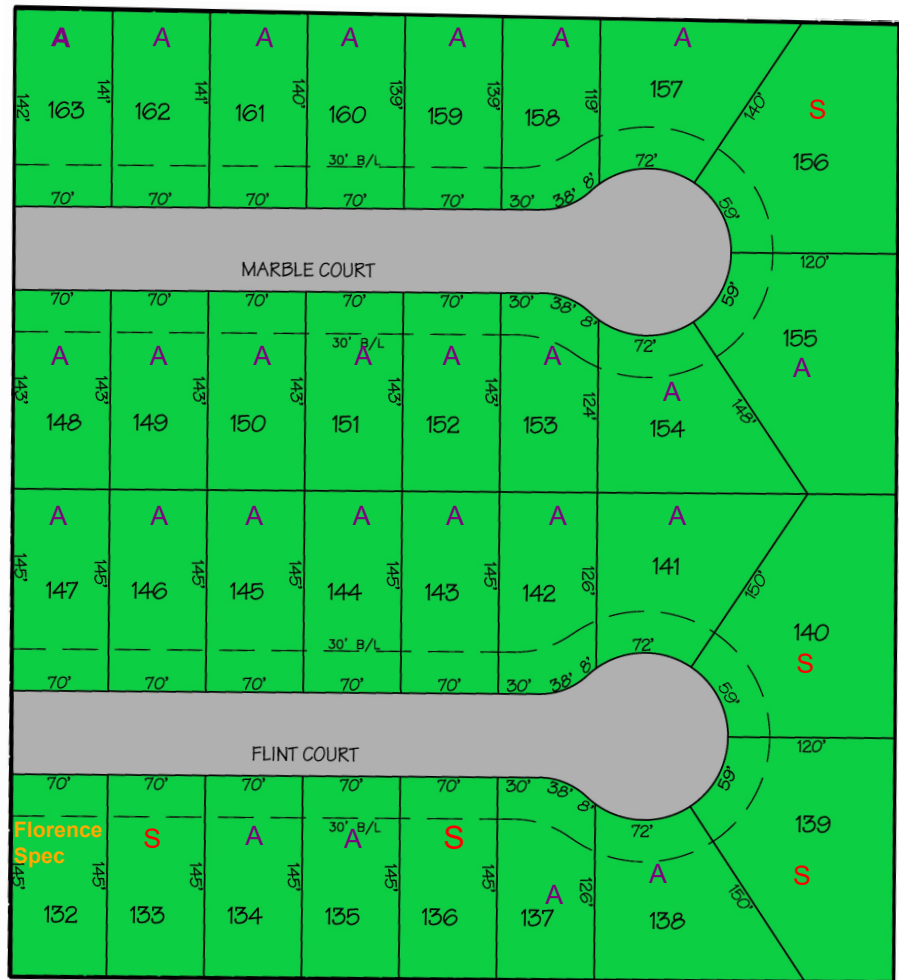 A A A A A A A
142' 163 141' 162 141' 161 140' 160 139' 159 139' 158 119' 157 140' S
156
30' B/L
70' 70' 70' 70' 70' 30' 38' 8' 72' 59'
MARBLE COURT
120'
70' 70' 70' 70' 70' 30' 38' 8' 72' 59'
30' B/L
A A A A A A A 155 A
143' 148 143' 149 143' 150 143' 151 143' 152 143' 153 124' 154 148'
A A A A A A A
145' 147 145' 146 145' 145 145' 144 145' 143 145' 142 126' 141 150'
140
S
30' B/L
70' 70' 70' 70' 70' 30' 38' 8' 72' 59'
FLINT COURT
120'
70' 70' 70' 70' 70' 30' 38' 8' 72' 59'
30' B/L
139
S
Florence
Spec
S A A S A A
145' 132 145' 133 145' 134 145' 135 145' 136 145' 137 126' 138 150'